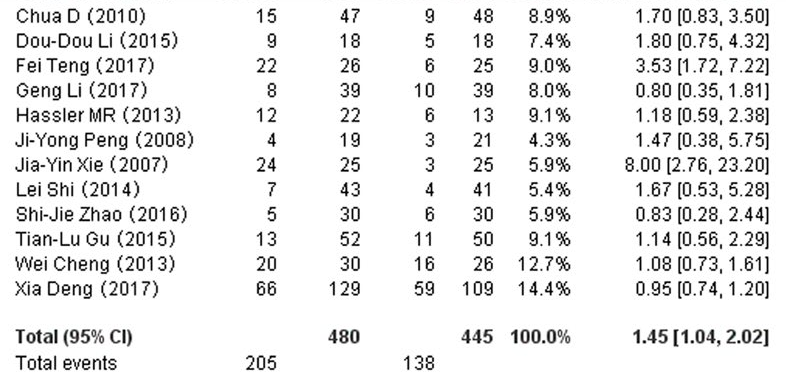 Chua D (2010) 15 47 9 48 8.9% 1.70 [0.83, 3.50]
Dou-Dou Li (2015) 9 18 5 18 7.4% 1.80 [0.75, 4.32]
Fei Teng (2017) 22 26 6 25 9.0% 3.53 [1.72, 7.22]
Geng Li (2017) 8 39 10 39 8.0% 0.80 [0.35, 1.81]
Hassler MR (2013) 12 22 6 13 9.1% 1.18 [0.59, 2.38]
Ji-Yong Peng (2008) 4 19 3 21 4.3% 1.47 [0.38, 5.75]
Jia-Yin Xie (2007) 24 25 3 25 5.9% 8.00 [2.76, 23.20]
Lei Shi (2014) 7 43 4 41 5.4% 1.67 [0.53, 5.28]
Shi-Jie Zhao (2016) 5 30 6 30 5.9% 0.83 [0.28, 2.44]
Tian-Lu Gu (2015) 13 52 11 50 9.1% 1.14 [0.56, 2.29]
Wei Cheng (2013) 20 30 16 26 12.7% 1.08 [0.73, 1.61]
Xia Deng (2017) 66 129 59 109 14.4% 0.95 [0.74, 1.20]
Total (95% CI) 480 445 100.0% 1.45 [1.04, 2.02]
Total events 205 138